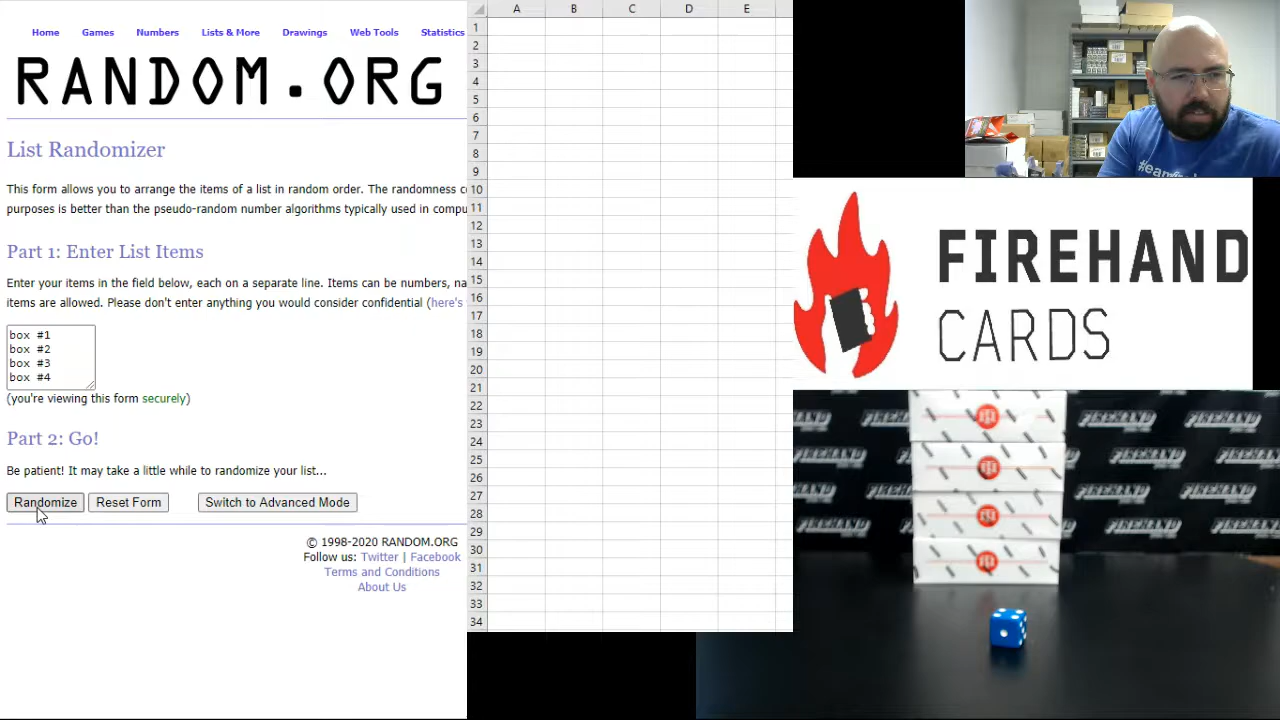 Home Games Numbers Lists & More Drawings Web Tools Statistics
RANDOM.ORG
List Randomizer
This form allows you to arrange the items of a list in random order. The randomness c
purposes is better than the pseudo-random number algorithms typically used in compu
Part 1: Enter List Items
Enter your items in the field below, each on a separate line. Items can be numbers, na
items are allowed. Please don't enter anything you would consider confidential (here's
box #1
box #2
box #3
box #4
(you're viewing this form securely)
Part 2: Go!
Be patient! It may take a little while to randomize your list...
Randomize Reset Form Switch to Advanced Mode
© 1998-2020 RANDOM.ORG
Follow us: Twitter | Facebook
Terms and Conditions
About Us
A B C D E
1
2
3
4
5
6
7
8
9
10
11
12
13
14
15
16
17
18
19
20
21
22
23
24
25
26
27
28
29
30
31
32
33
34
FIREHAND
CARDS
FIREHAND
FIREHAND
FIREHAND
FIREHAND